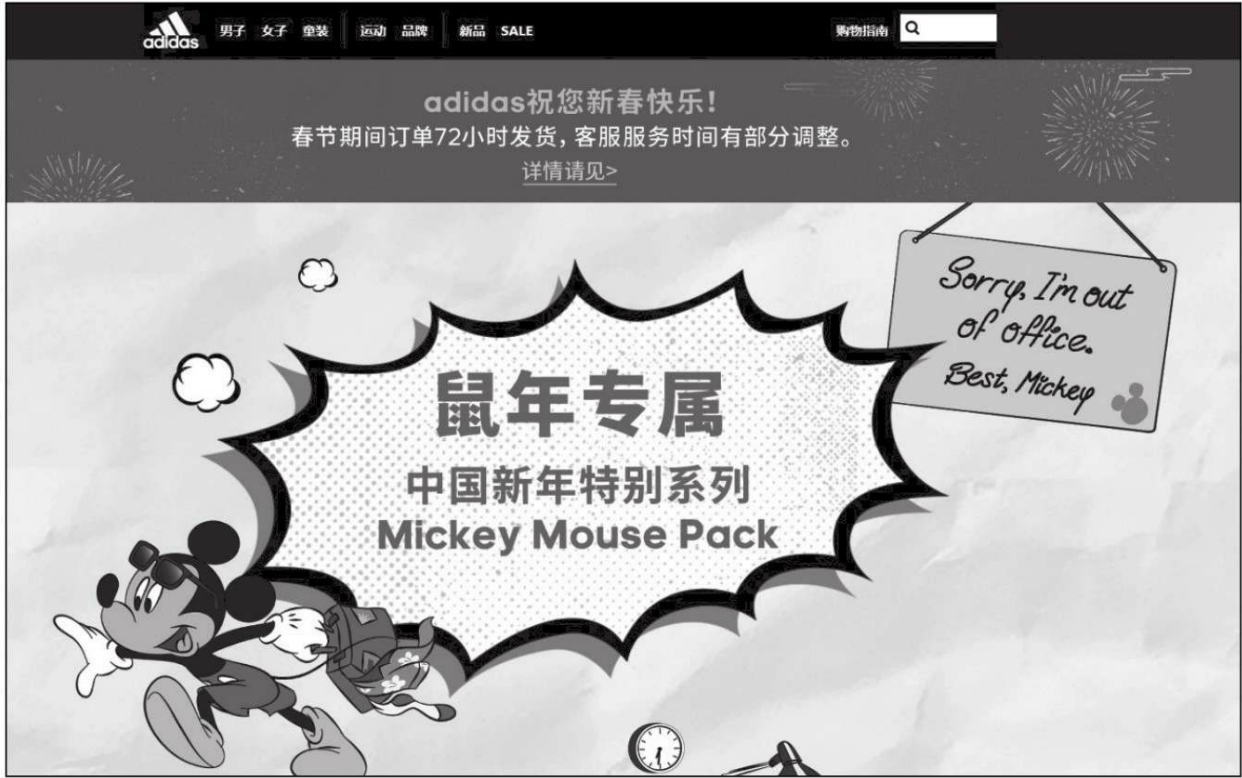 adidas 男子 女子 童装 运动 品牌 新品 SALE 购物指南
adidas祝您新春快乐!
春节期间订单72小时发货,客服服务时间有部分调整。
详情请见>
Sorry, I'm out
of office.
Best, Mickey
鼠年专属
中国新年特别系列
Mickey Mouse Pack